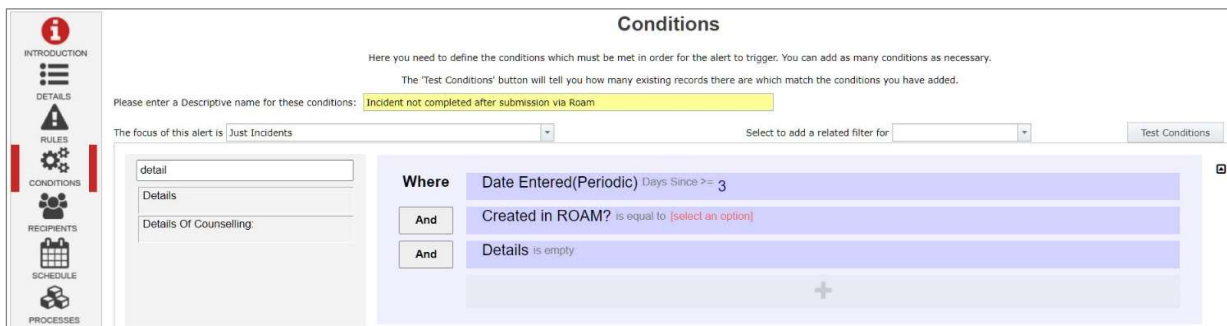 Conditions
INTRODUCTION
Here you need to define the conditions which must be met in order for the alert to trigger. You can add as many conditions as necessary.
The 'Test Conditions' button will tell you how many existing records there are which match the conditions you have added.
DETAILS
Please enter a Descriptive name for these conditions: Incident not completed after submission via Roam
RULES
The focus of this alert is Just Incidents Select to add a related filter for Test Conditions
CONDITIONS
detail
Details
Details Of Counselling:
Where Date Entered(Periodic) Days Since >= 3
And Created in ROAM? is equal to [select an option]
And Details is empty
RECIPIENTS
SCHEDULE
PROCESSES